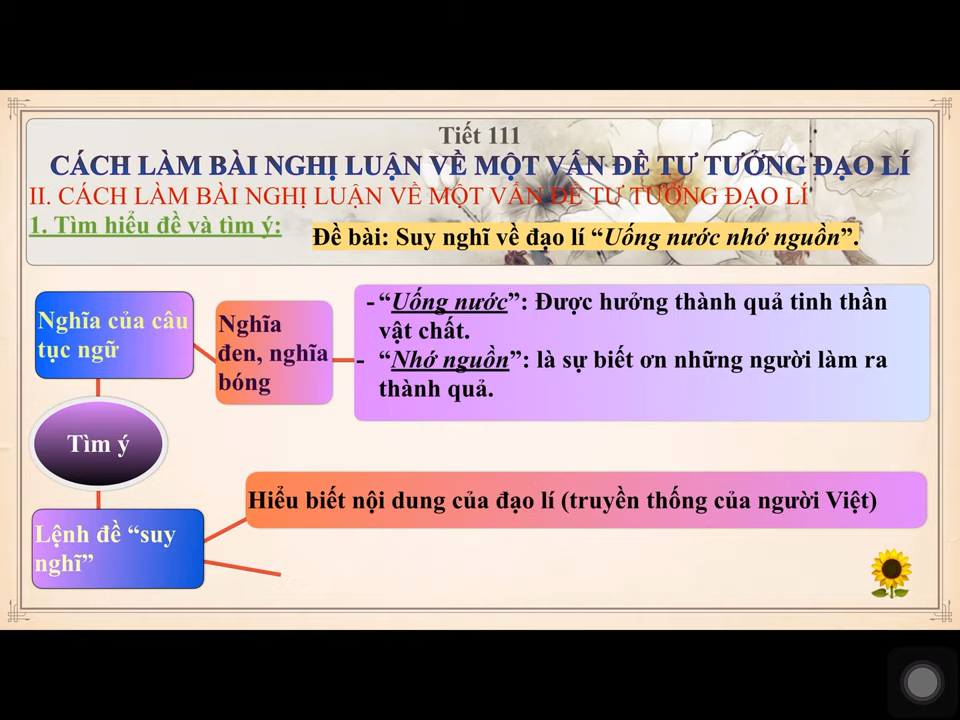 Tiết 111
CÁCH LÀM BÀI NGHỊ LUẬN VỀ MỘT VẤN ĐỀ TƯ TƯỞNG ĐẠO LÍ
II. CÁCH LÀM BÀI NGHỊ LUẬN VỀ MỘT VẤN ĐỀ TƯ TƯỞNG ĐẠO LÍ
1. Tìm hiểu đề và tìm ý:
Đề bài: Suy nghĩ về đạo lí “Uống nước nhớ nguồn”.
Nghĩa của câu
tục ngữ
Nghĩa
đen, nghĩa
bóng
- “Uống nước”: Được hưởng thành quả tinh thần
vật chất.
- “Nhớ nguồn”: là sự biết ơn những người làm ra
thành quả.
Tìm ý
Lệnh đề “suy
nghĩ”
Hiểu biết nội dung của đạo lí (truyền thống của người Việt)